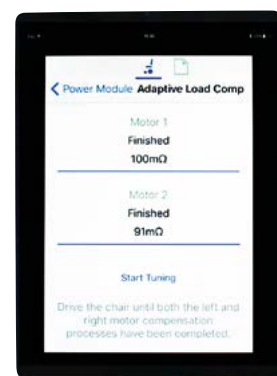 Power Module Adaptive Load Comp
Motor 1
Finished
100mΩ
Motor 2
Finished
91mΩ
Start Tuning
Drive the chair until both the left and
right motor compensation
processes have been completed.